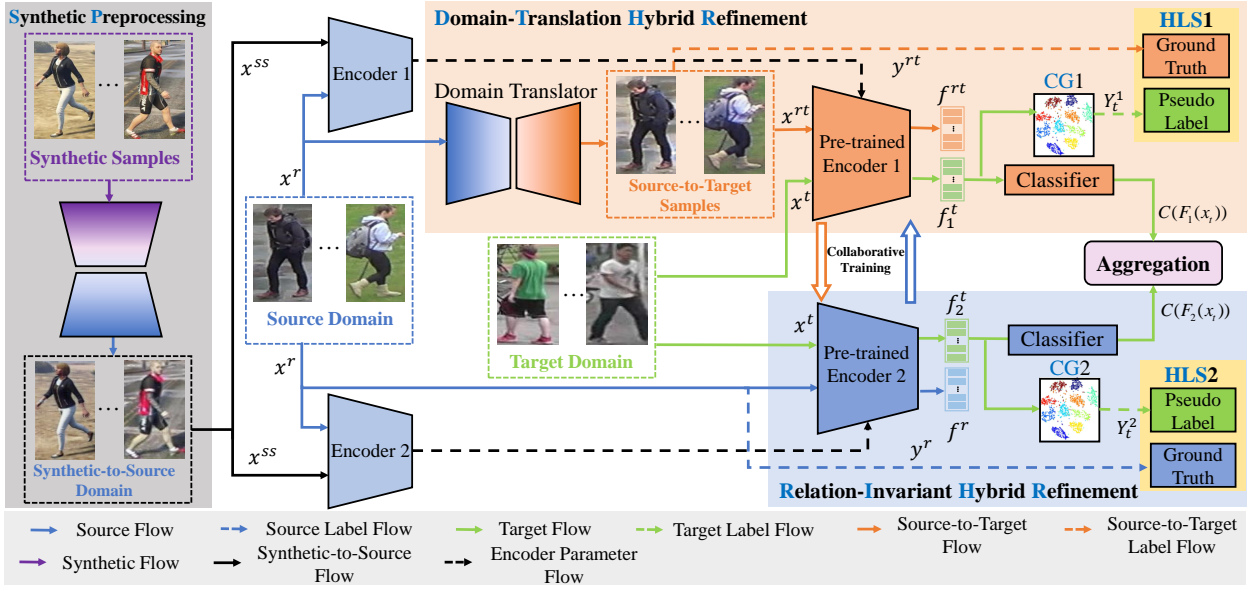 Synthetic Preprocessing
Synthetic Samples
Synthetic-to-Source
Domain
x^{ss}
x^{ss}
Encoder 1
x^r
Source Domain
x^r
Encoder 2
Domain-Translation Hybrid Refinement
Domain Translator
Source-to-Target
Samples
x^{rt}
x^t
y^{rt}
Pre-trained
Encoder 1
f^{rt}
f_1^t
CG1
Y_t^1
Classifier
HLS1
Ground
Truth
Pseudo
Label
C(F_1(x_t))
Aggregation
C(F_2(x_t))
Collaborative
Training
Target Domain
x^t
Pre-trained
Encoder 2
f_2^t
f^r
y^r
Classifier
CG2
Y_t^2
HLS2
Pseudo
Label
Ground
Truth
Relation-Invariant Hybrid Refinement
Source Flow
Source Label Flow
Target Flow
Target Label Flow
Source-to-Target
Flow
Source-to-Target
Label Flow
Synthetic Flow
Synthetic-to-Source
Flow
Encoder Parameter
Flow